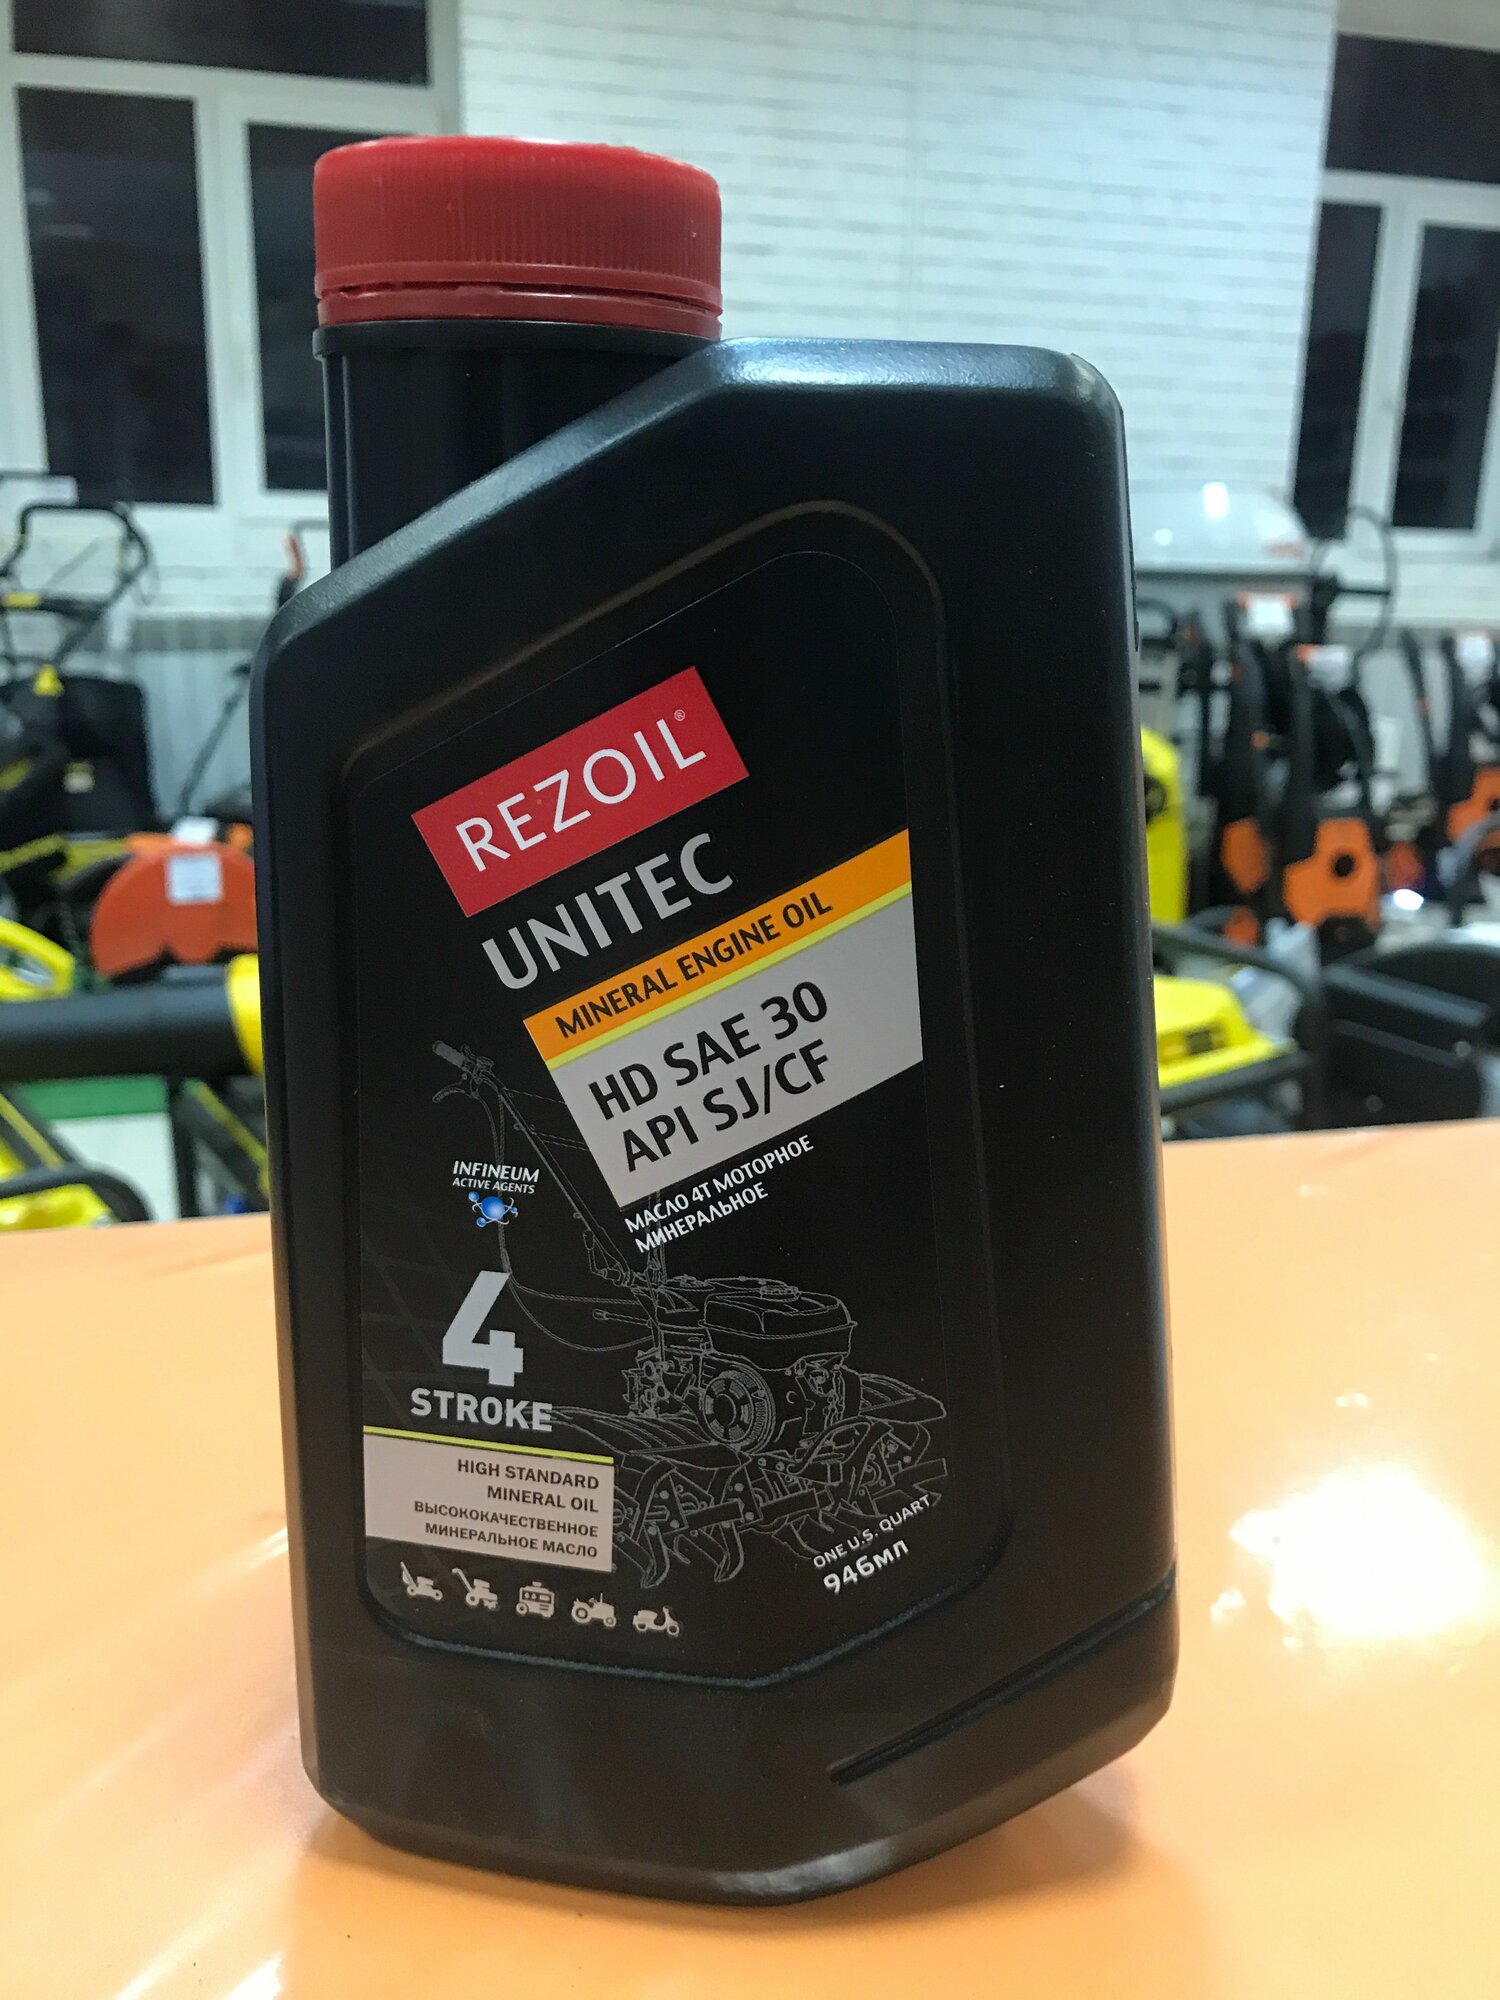 REZOIL®
UNITEC
MINERAL ENGINE OIL
HD SAE 30
API SJ/CF
МАСЛО 4Т МОТОРНОЕ
МИНЕРАЛЬНОЕ
INFINEUM
ACTIVE AGENTS
4
STROKE
HIGH STANDARD
MINERAL OIL
ВЫСОКОКАЧЕСТВЕННОЕ
МИНЕРАЛЬНОЕ МАСЛО
ONE U.S. QUART
946МЛ